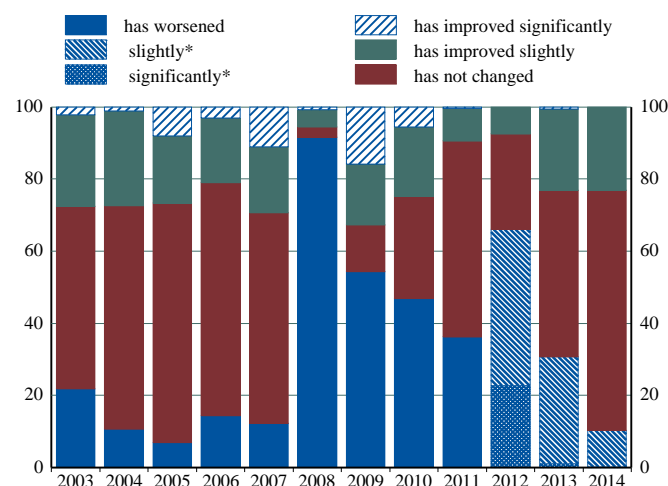 has worsened
slightly*
significantly*
has improved significantly
has improved slightly
has not changed
100 100
80 80
60 60
40 40
20 20
0 0
2003 2004 2005 2006 2007 2008 2009 2010 2011 2012 2013 2014